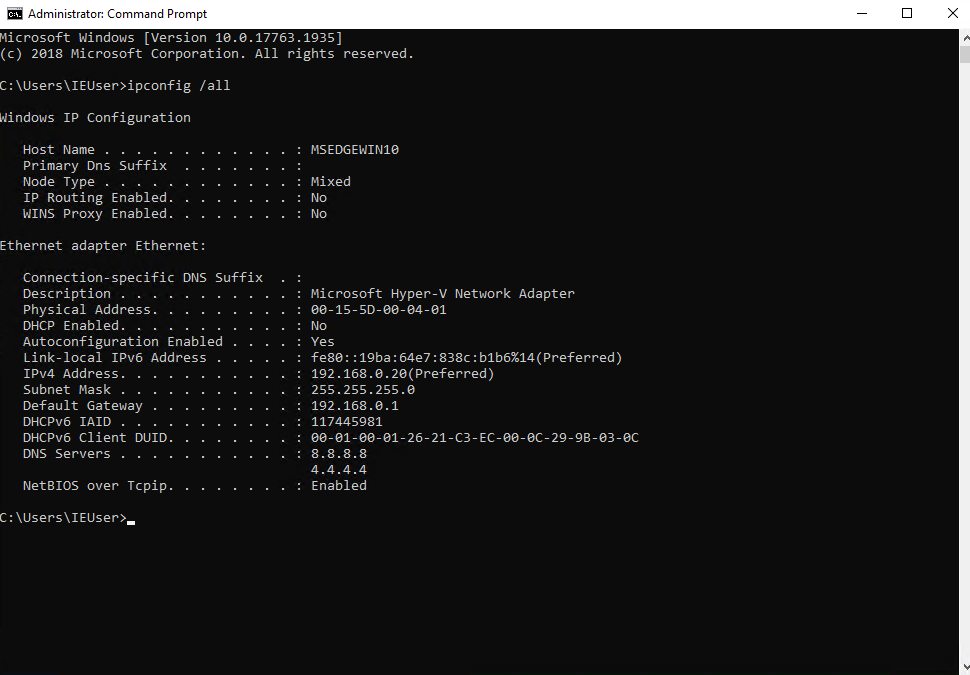 Administrator: Command Prompt
Microsoft Windows [Version 10.0.17763.1935]
(c) 2018 Microsoft Corporation. All rights reserved.
C:\Users\IEUser>ipconfig /all
Windows IP Configuration
Host Name . . . . . . . . . . . . : MSEDGEWIN10
Primary Dns Suffix  . . . . . . . :
Node Type . . . . . . . . . . . . : Mixed
IP Routing Enabled. . . . . . . . : No
WINS Proxy Enabled. . . . . . . . : No
Ethernet adapter Ethernet:
Connection-specific DNS Suffix  . :
Description . . . . . . . . . . . : Microsoft Hyper-V Network Adapter
Physical Address. . . . . . . . . : 00-15-5D-00-04-01
DHCP Enabled. . . . . . . . . . . : No
Autoconfiguration Enabled . . . . : Yes
Link-local IPv6 Address . . . . . : fe80::19ba:64e7:838c:b1b6%14(Preferred)
IPv4 Address. . . . . . . . . . . : 192.168.0.20(Preferred)
Subnet Mask . . . . . . . . . . . : 255.255.255.0
Default Gateway . . . . . . . . . : 192.168.0.1
DHCPv6 IAID . . . . . . . . . . . : 117445981
DHCPv6 Client DUID. . . . . . . . : 00-01-00-01-26-21-C3-EC-00-0C-29-9B-03-0C
DNS Servers . . . . . . . . . . . : 8.8.8.8
4.4.4.4
NetBIOS over Tcpip. . . . . . . . : Enabled
C:\Users\IEUser>